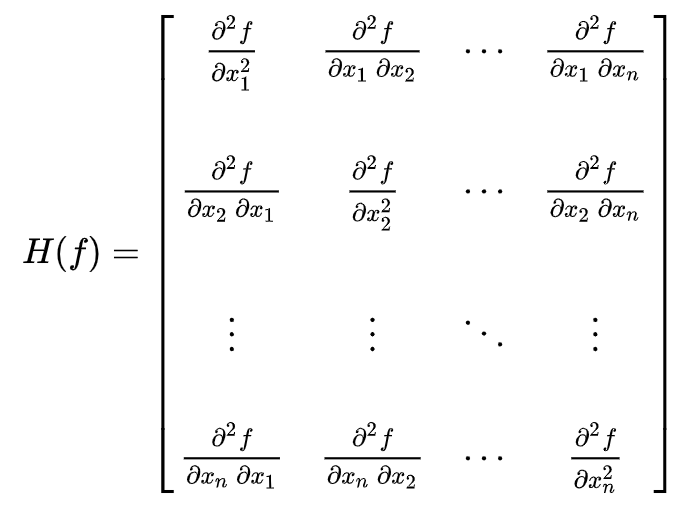 H(f) = \begin{bmatrix}
\frac{\partial^2 f}{\partial x_1^2} & \frac{\partial^2 f}{\partial x_1 \, \partial x_2} & \cdots & \frac{\partial^2 f}{\partial x_1 \, \partial x_n} \\
\frac{\partial^2 f}{\partial x_2 \, \partial x_1} & \frac{\partial^2 f}{\partial x_2^2} & \cdots & \frac{\partial^2 f}{\partial x_2 \, \partial x_n} \\
\vdots & \vdots & \ddots & \vdots \\
\frac{\partial^2 f}{\partial x_n \, \partial x_1} & \frac{\partial^2 f}{\partial x_n \, \partial x_2} & \cdots & \frac{\partial^2 f}{\partial x_n^2}
\end{bmatrix}